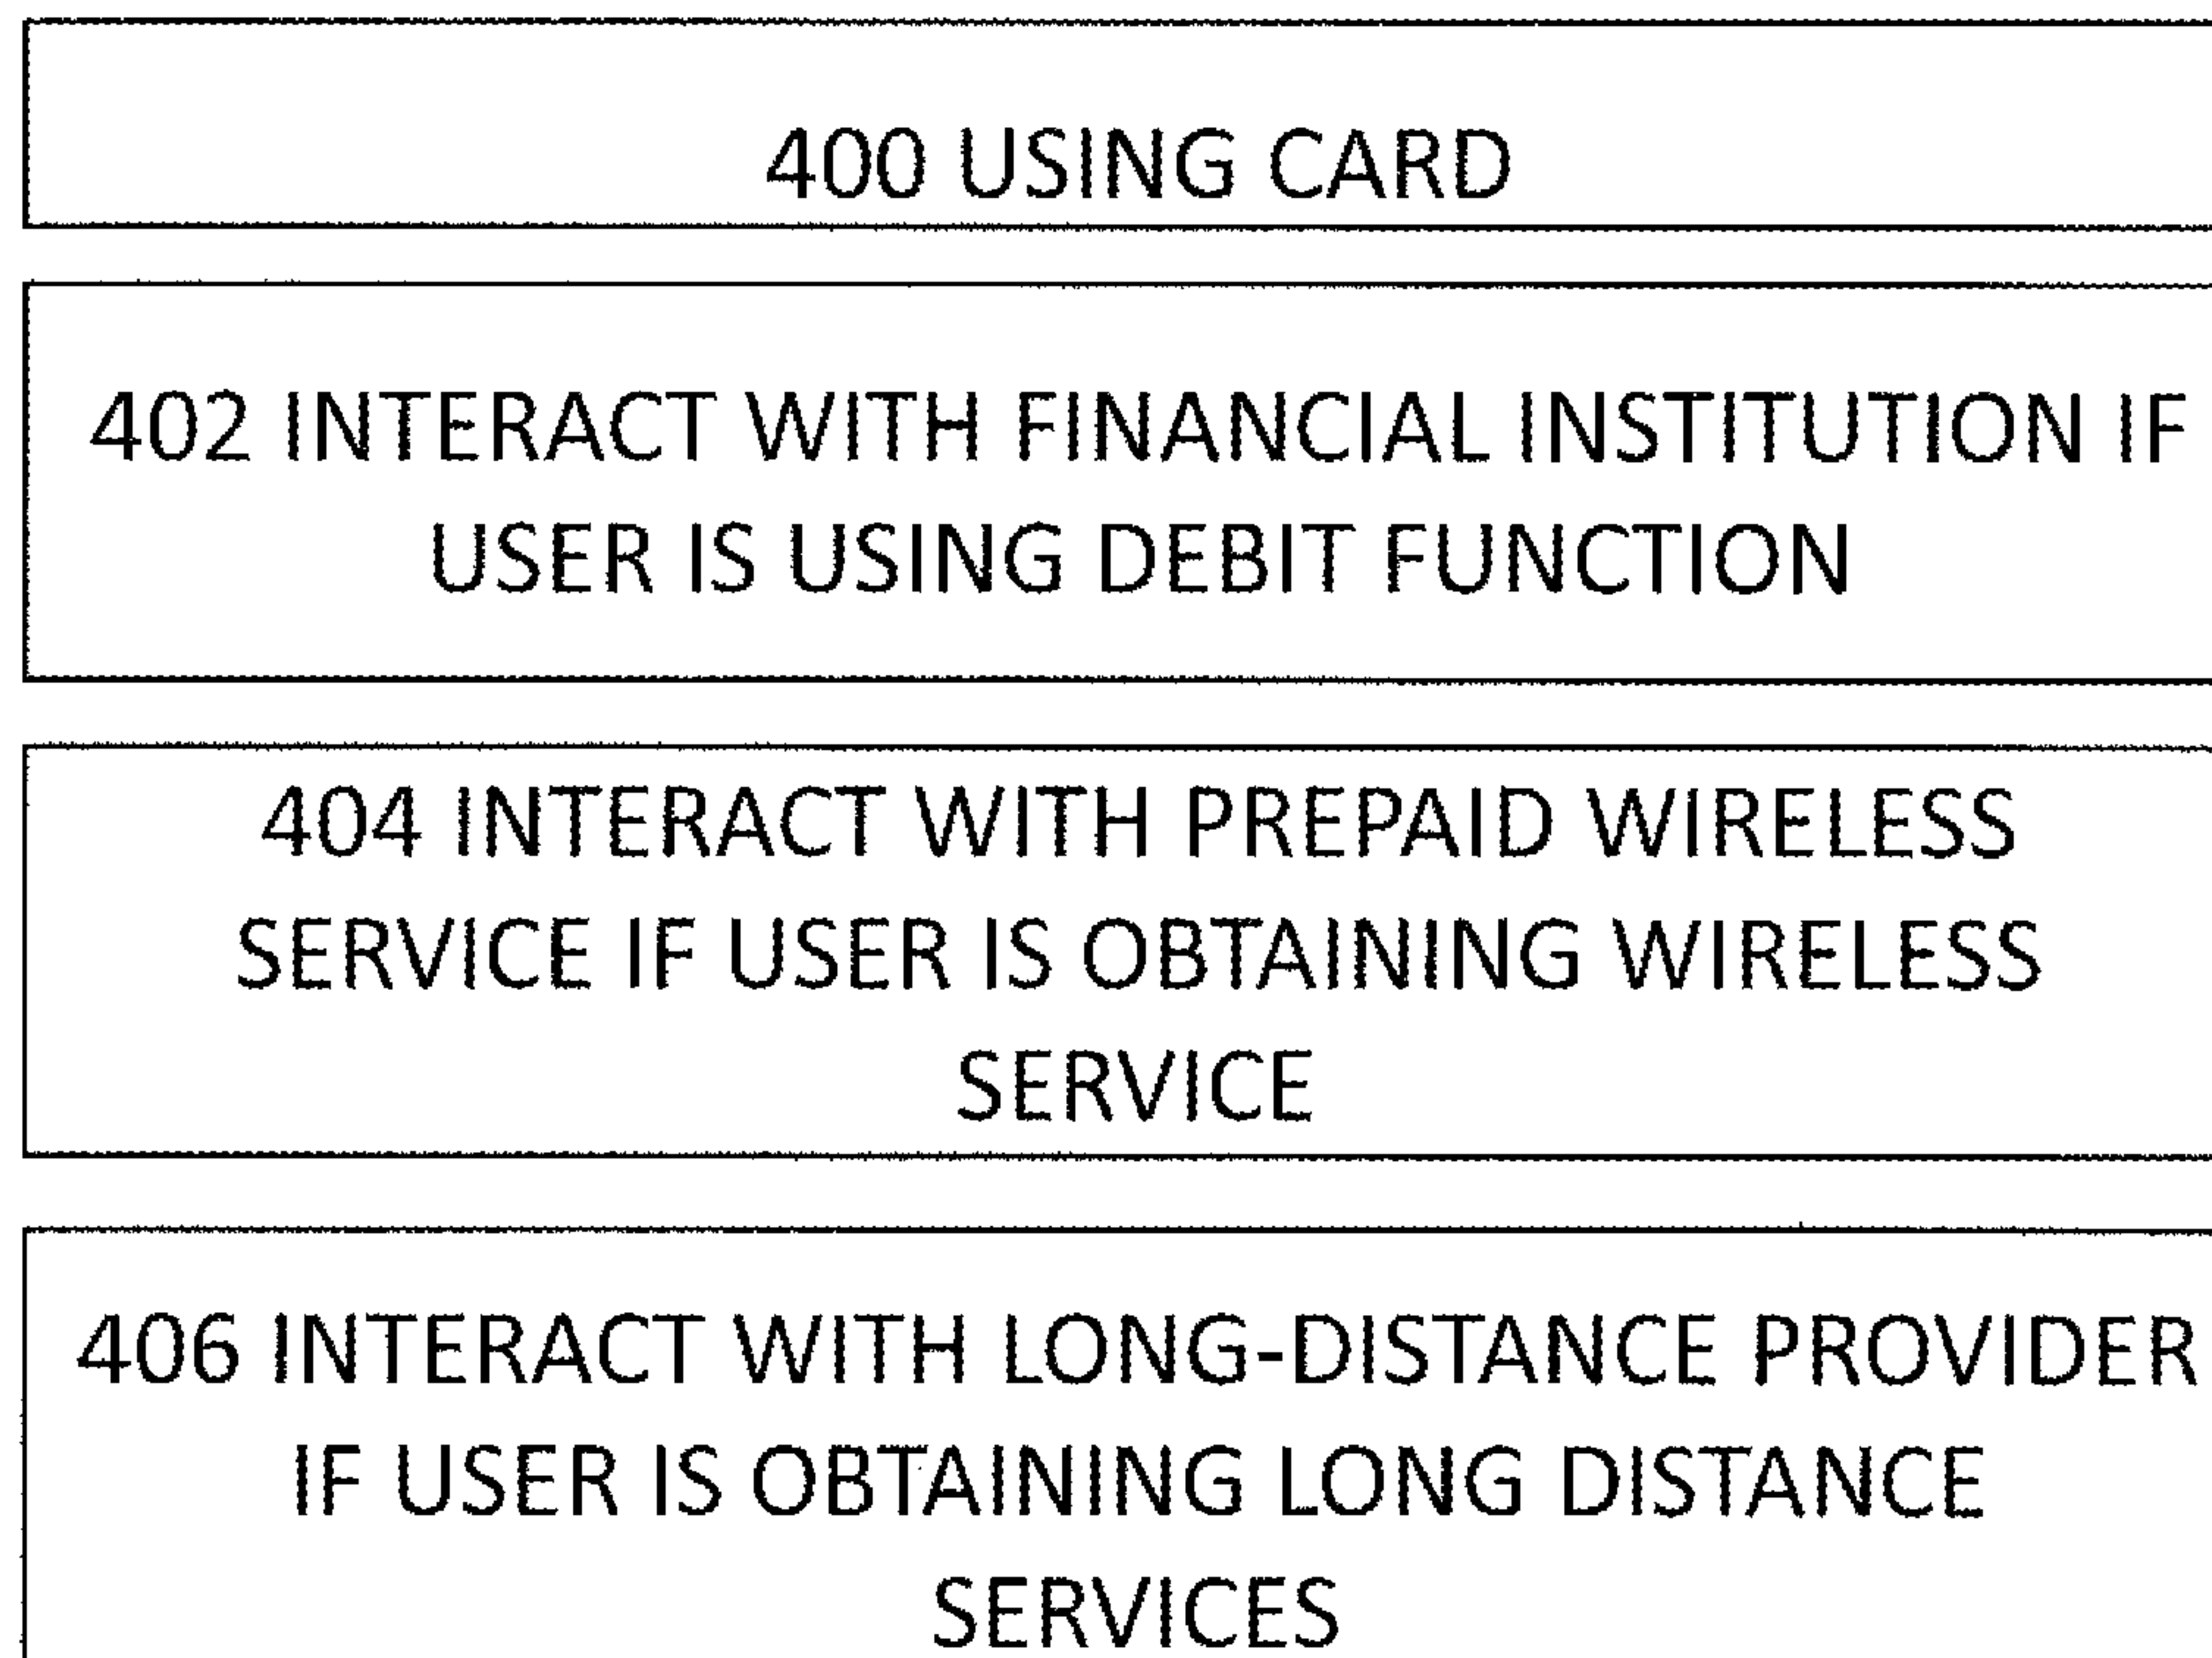 400 USING CARD
402 INTERACT WITH FINANCIAL INSTITUTION IF
USER IS USING DEBIT FUNCTION
404 INTERACT WITH PREPAID WIRELESS
SERVICE IF USER IS OBTAINING WIRELESS
SERVICE
406 INTERACT WITH LONG-DISTANCE PROVIDER
IF USER IS OBTAINING LONG DISTANCE
SERVICES